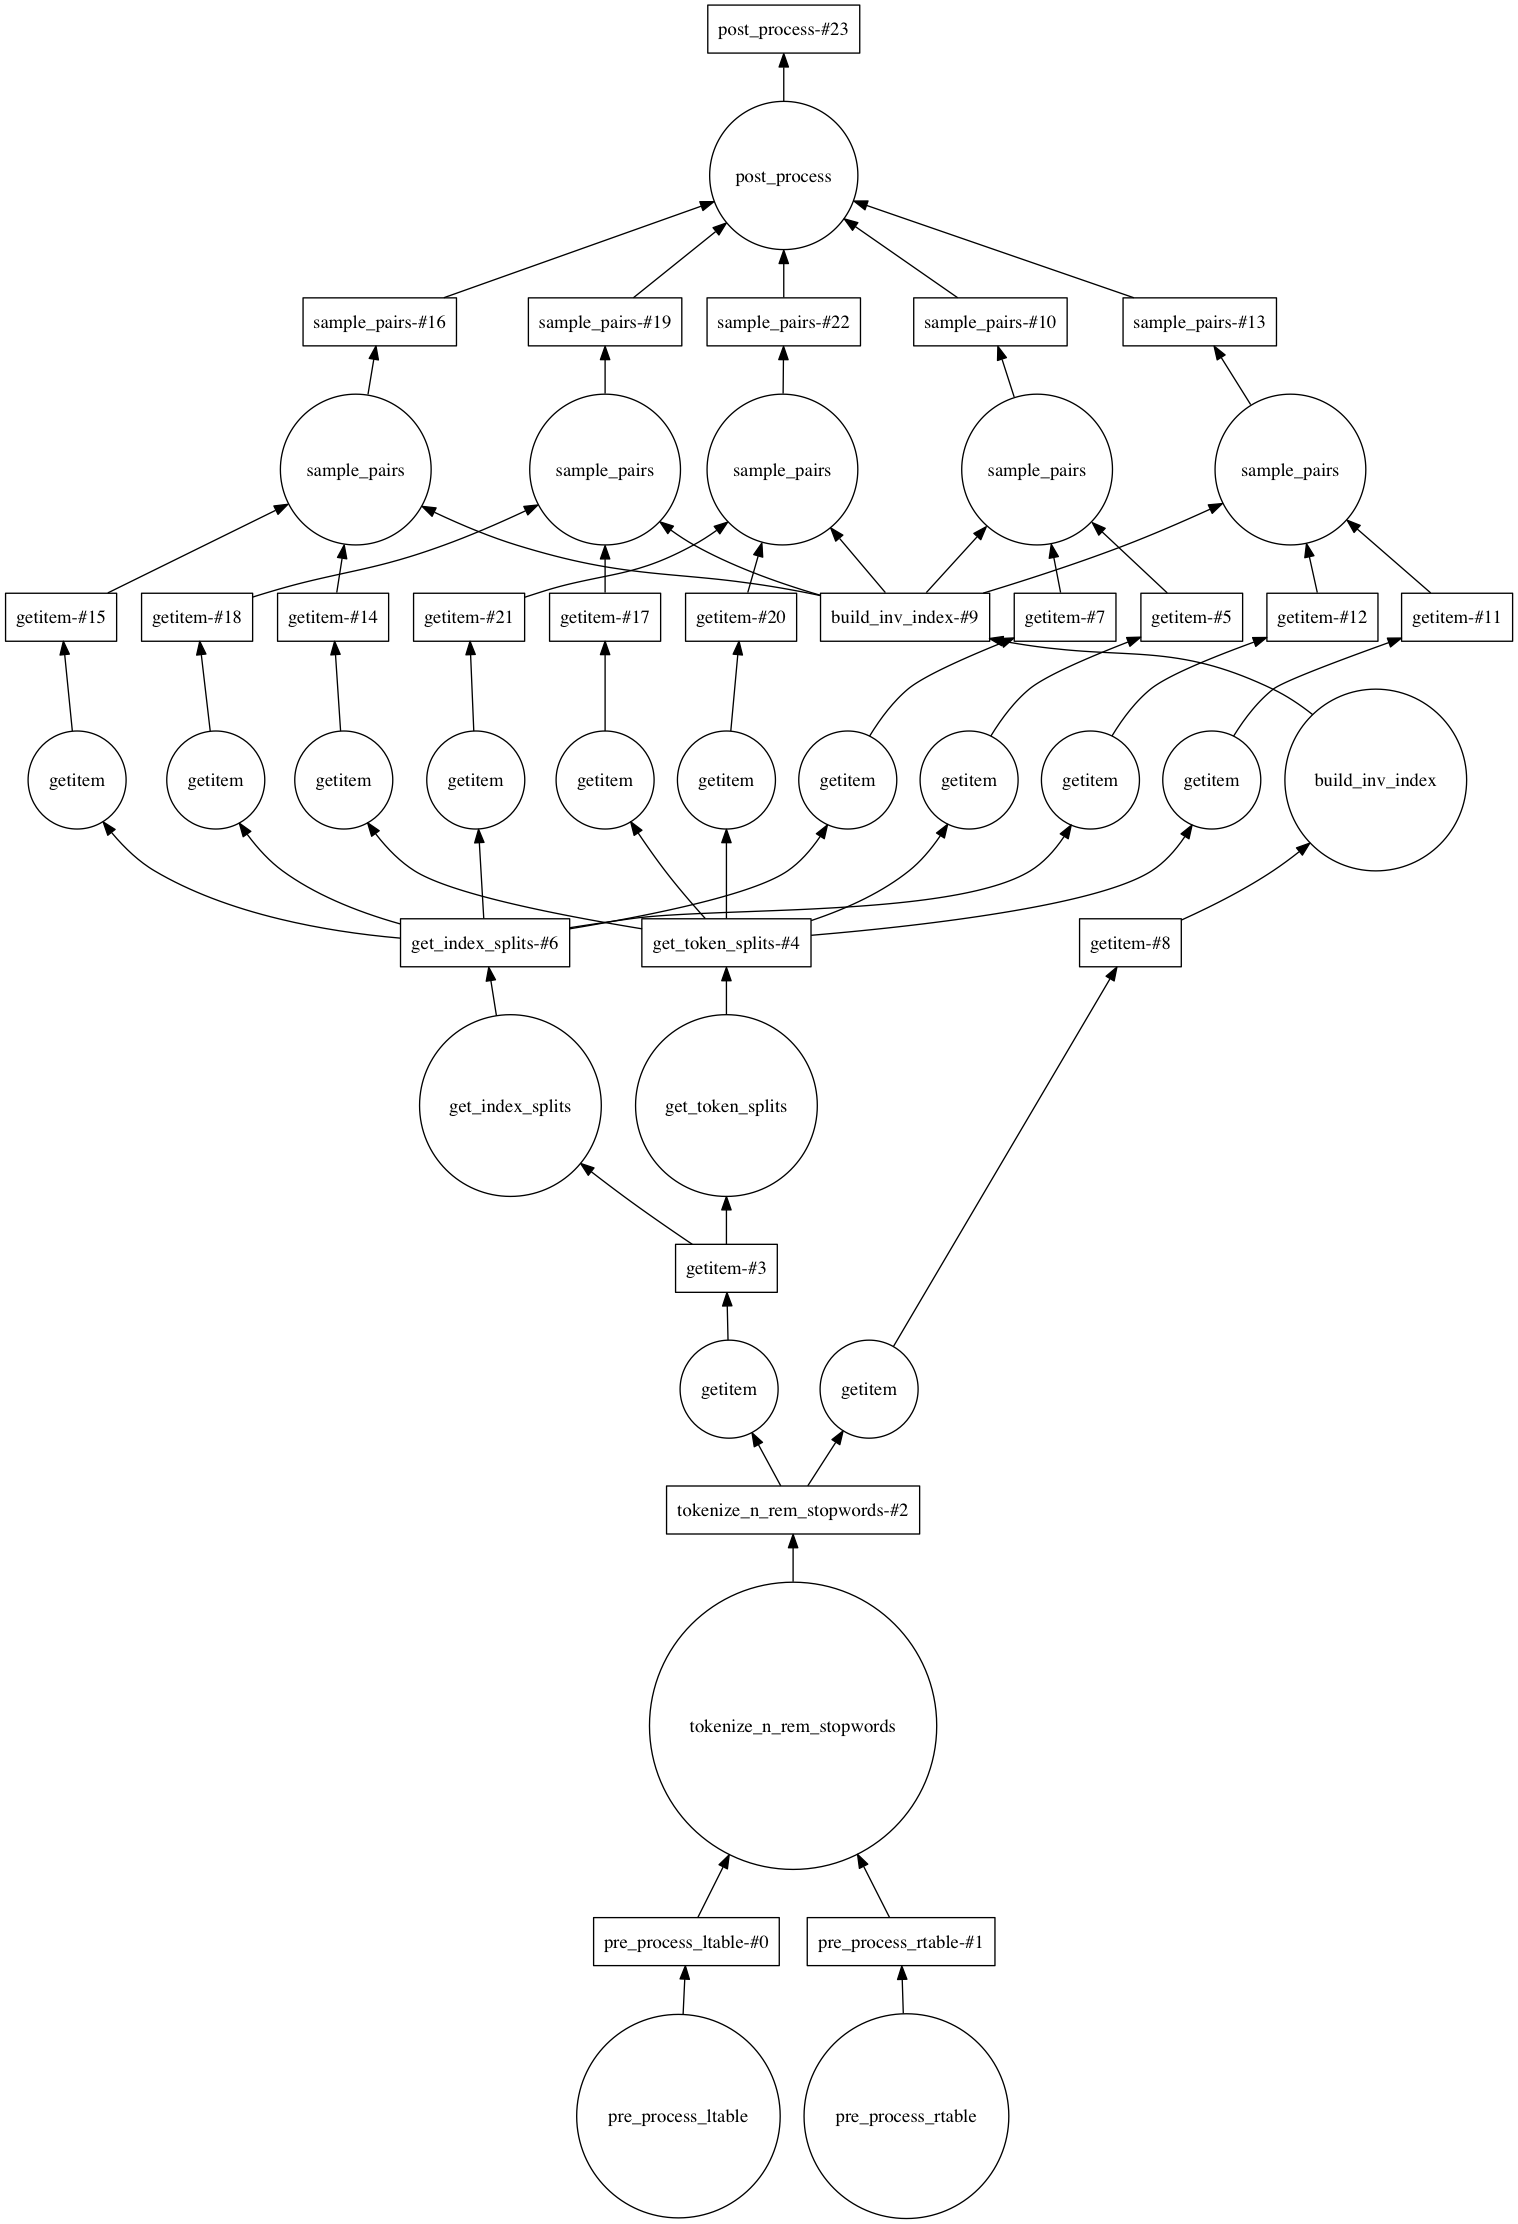 post_process-#23
post_process
sample_pairs-#16
sample_pairs-#19
sample_pairs-#22
sample_pairs-#10
sample_pairs-#13
sample_pairs
sample_pairs
sample_pairs
sample_pairs
sample_pairs
getitem-#15
getitem-#18
getitem-#14
getitem-#21
getitem-#17
getitem-#20
build_inv_index-#9
getitem-#7
getitem-#5
getitem-#12
getitem-#11
getitem
getitem
getitem
getitem
getitem
getitem
getitem
getitem
getitem
getitem
build_inv_index
get_index_splits-#6
get_token_splits-#4
getitem-#8
get_index_splits
get_token_splits
getitem-#3
getitem
getitem
tokenize_n_rem_stopwords-#2
tokenize_n_rem_stopwords
pre_process_ltable-#0
pre_process_rtable-#1
pre_process_ltable
pre_process_rtable